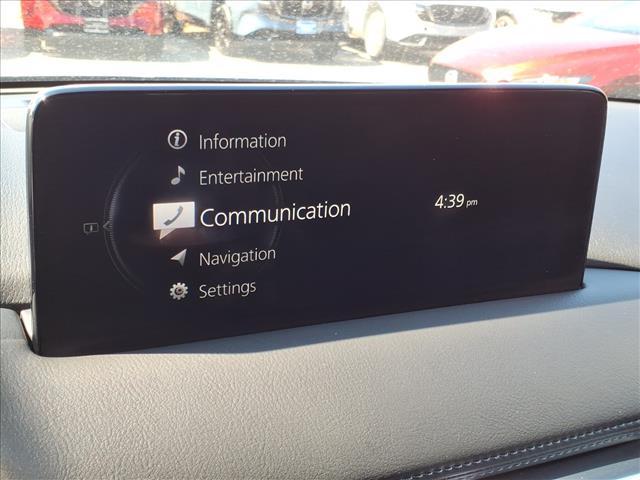 Information
Entertainment
Communication
4:39 pm
Navigation
Settings